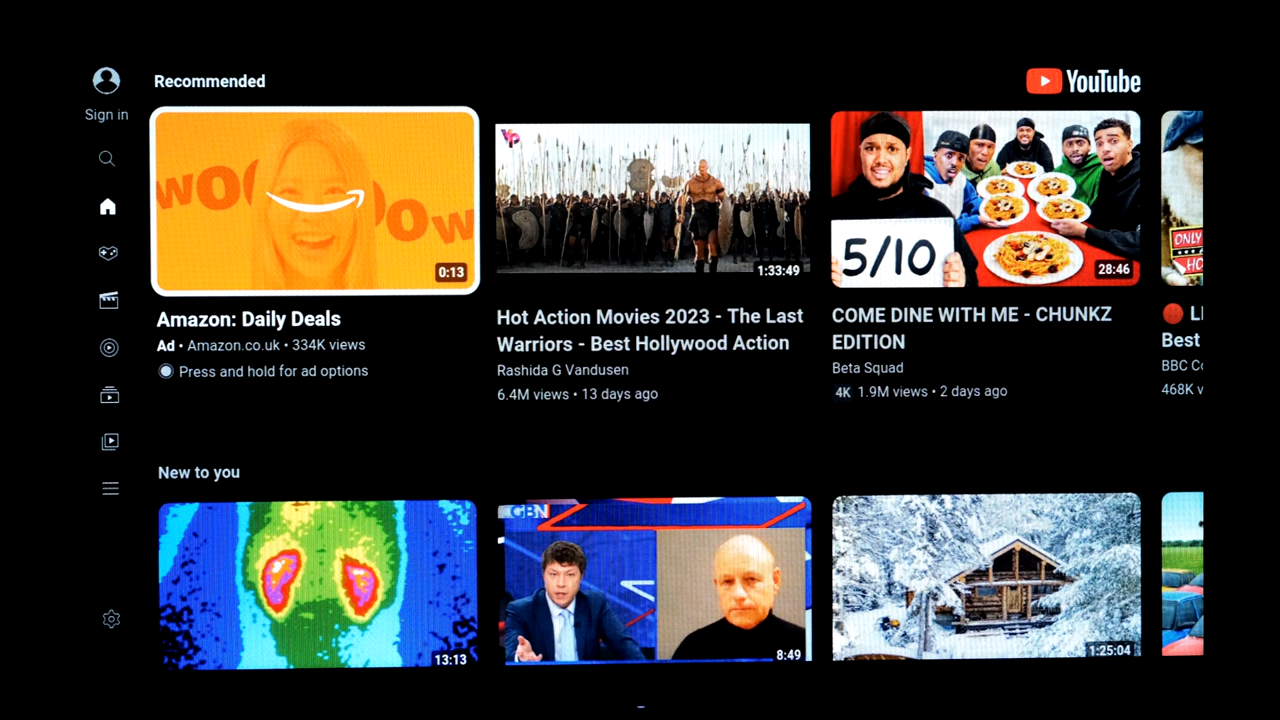 Recommended
YouTube
Sign in
WO
OW
0:13
VP
1:33:49
5/10
28:46
ONLY
HO
Amazon: Daily Deals
Ad • Amazon.co.uk • 334K views
Press and hold for ad options
Hot Action Movies 2023 - The Last
Warriors - Best Hollywood Action
Rashida G Vandusen
6.4M views • 13 days ago
COME DINE WITH ME - CHUNKZ
EDITION
Beta Squad
4K 1.9M views • 2 days ago
Best
BBC
468K
New to you
13:13
GBN
8:49
1:25:04